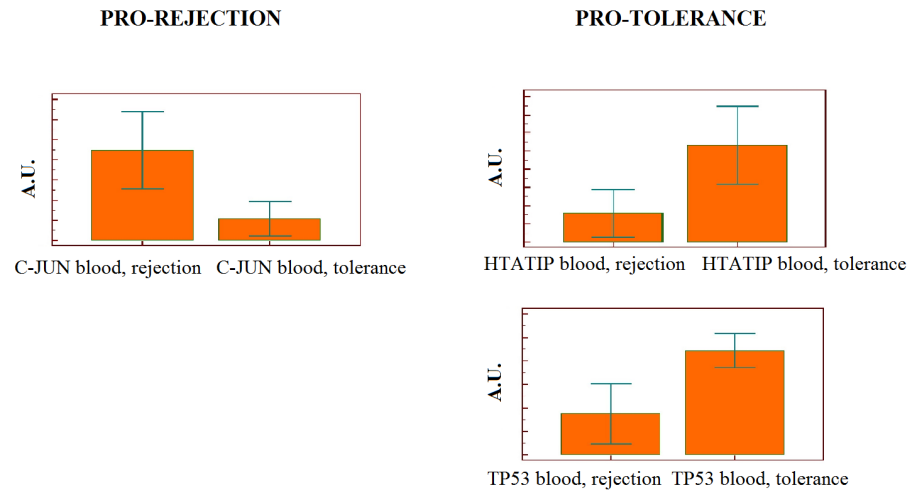 PRO-REJECTION
PRO-TOLERANCE
A.U.
C-JUN blood, rejection
C-JUN blood, tolerance
A.U.
HTATIP blood, rejection
HTATIP blood, tolerance
A.U.
TP53 blood, rejection
TP53 blood, tolerance